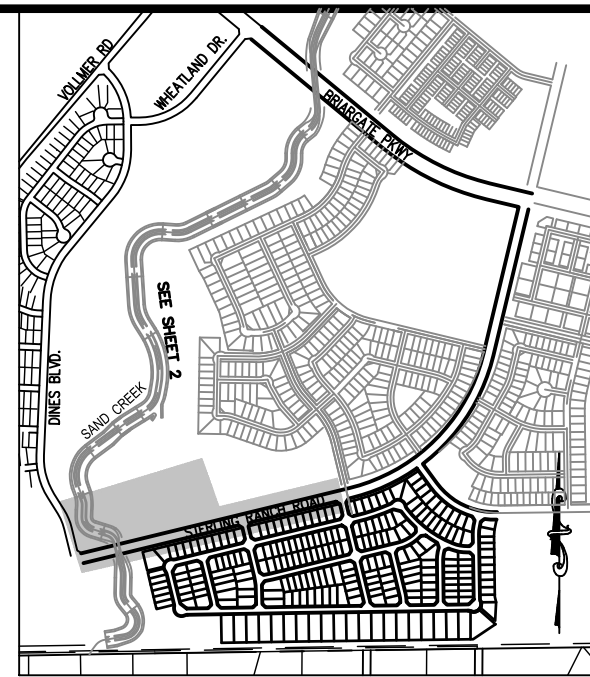 VOLLMER RD
WHEATLAND DR.
BRIARGATE PKWY
SEE SHEET 2
DINES BLVD.
SAND CREEK
STERLING RANCH ROAD